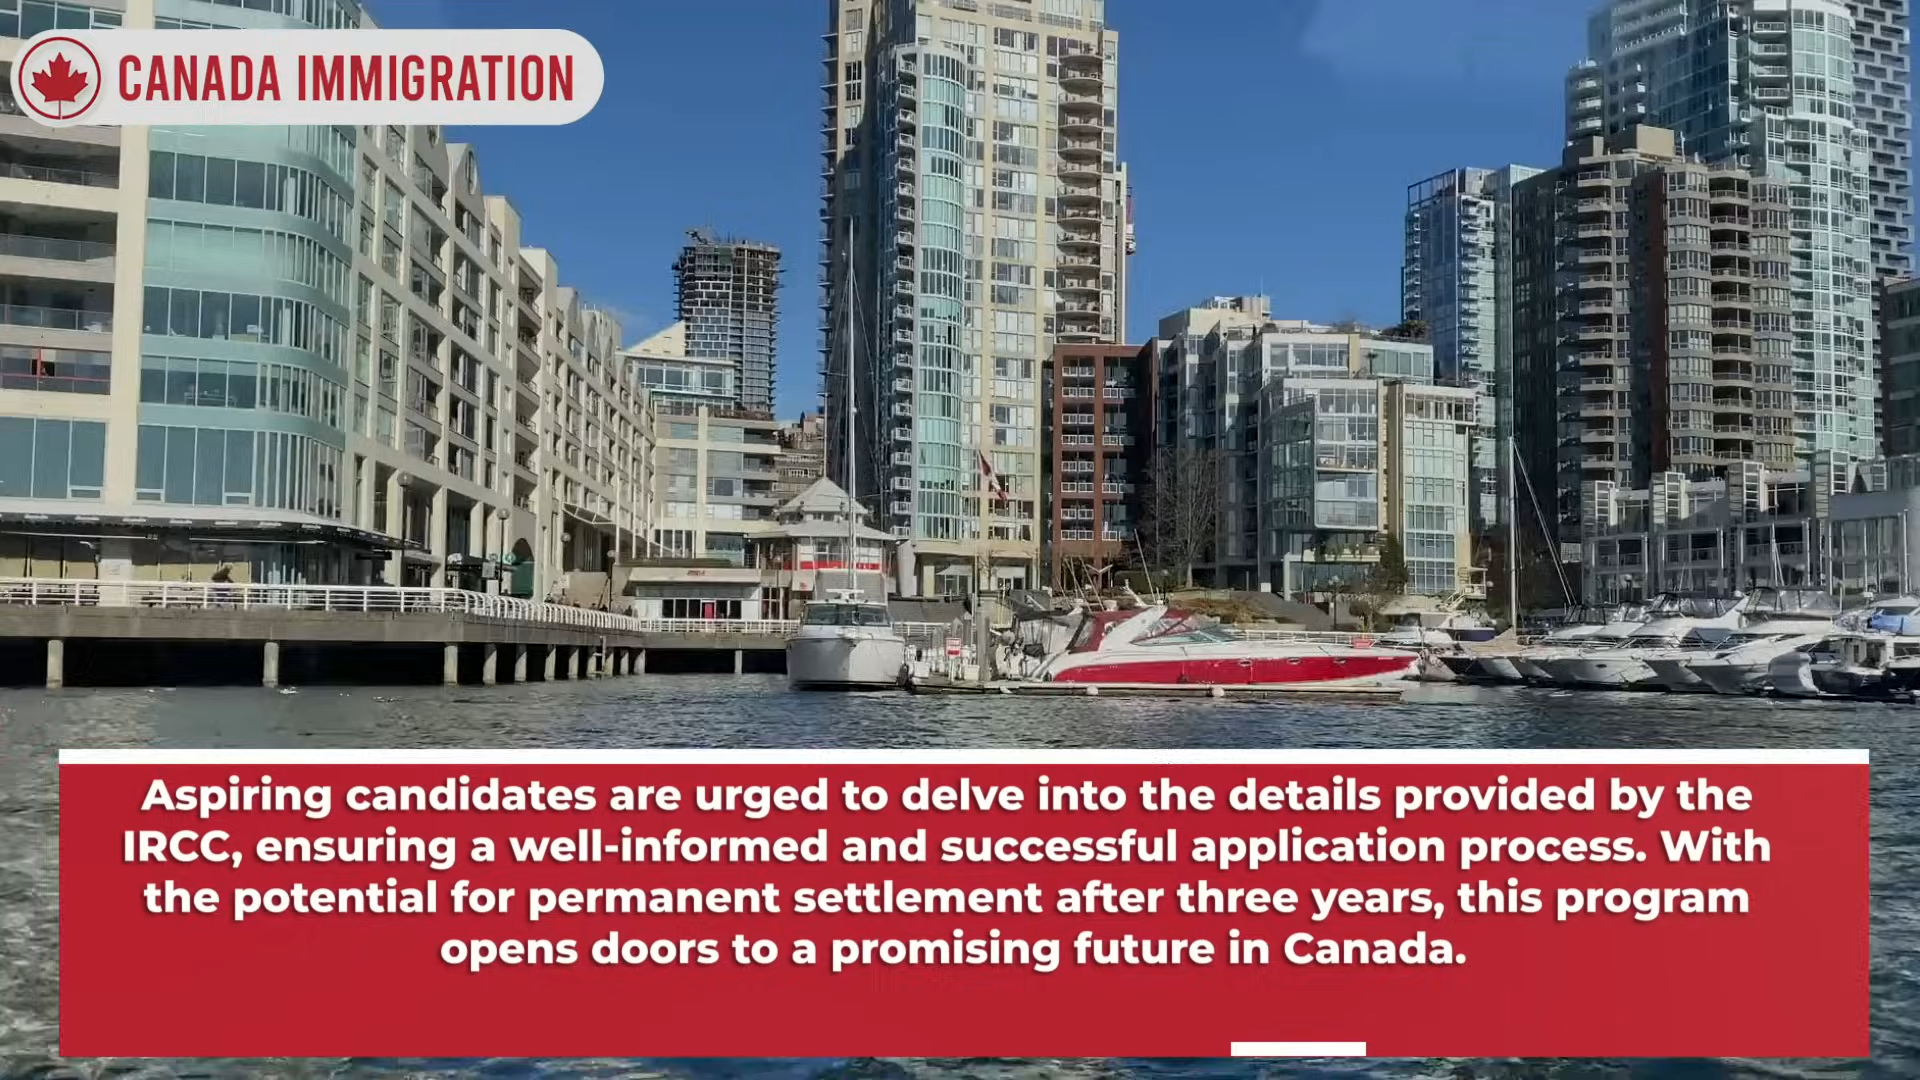 CANADA IMMIGRATION
Aspiring candidates are urged to delve into the details provided by the
IRCC, ensuring a well-informed and successful application process. With
the potential for permanent settlement after three years, this program
opens doors to a promising future in Canada.